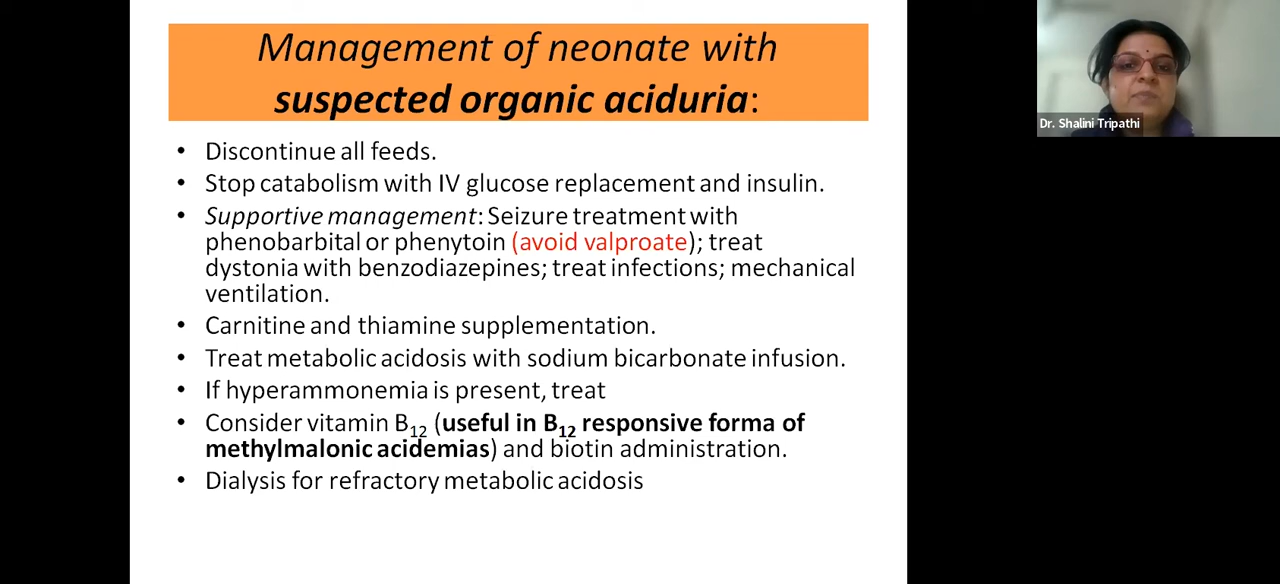 Management of neonate with
suspected organic aciduria:
• Discontinue all feeds.
• Stop catabolism with IV glucose replacement and insulin.
• Supportive management: Seizure treatment with
phenobarbital or phenytoin (avoid valproate); treat
dystonia with benzodiazepines; treat infections; mechanical
ventilation.
• Carnitine and thiamine supplementation.
• Treat metabolic acidosis with sodium bicarbonate infusion.
• If hyperammonemia is present, treat
• Consider vitamin B12 (useful in B12 responsive forma of
methylmalonic acidemias) and biotin administration.
• Dialysis for refractory metabolic acidosis
Dr. Shalini Tripathi